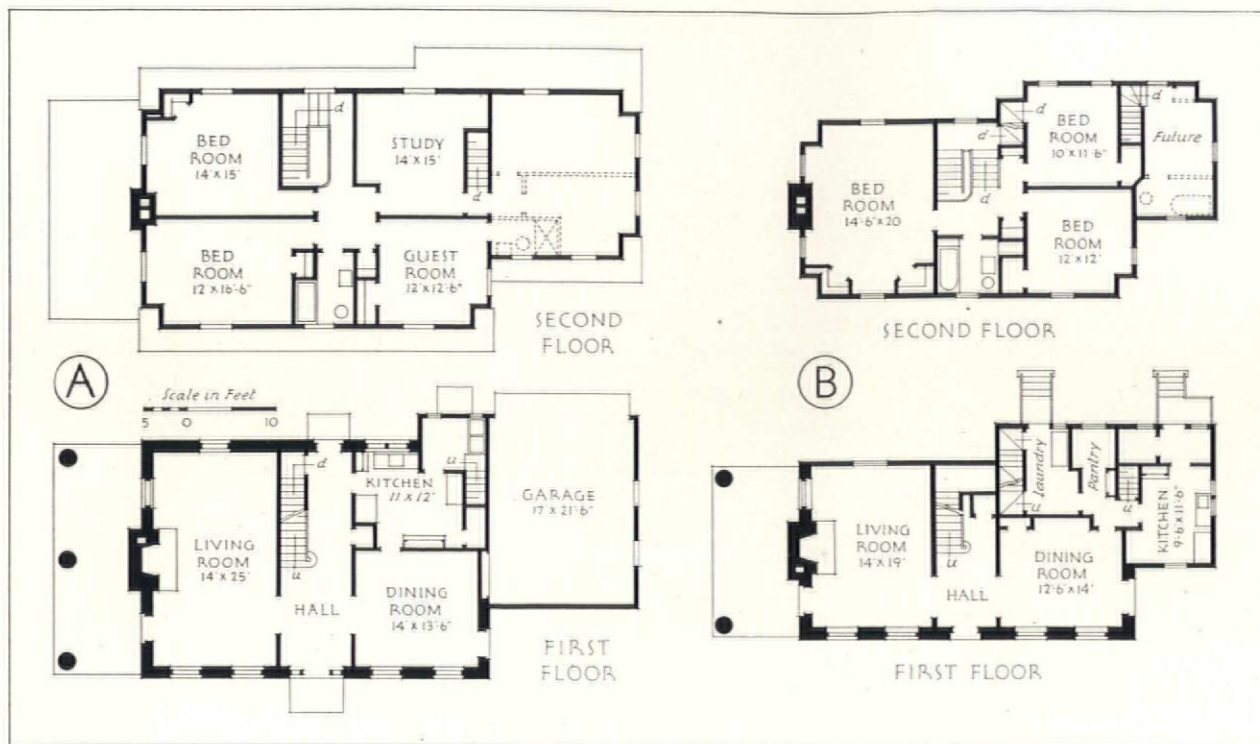 BED
ROOM
14' X 15'
d
STUDY
14' X 15'
d
BED
ROOM
12' X 16'-6"
GUEST
ROOM
12' X 12'-6"
SECOND
FLOOR
A
Scale in Feet
5 0 10
d
u
KITCHEN
11 X 12'
u
LIVING
ROOM
14' X 25'
HALL
DINING
ROOM
14' X 13'-6"
GARAGE
17' X 21'-6"
FIRST
FLOOR
d
d
BED
ROOM
10' X 11'-6"
d
Future
BED
ROOM
14'-6" X 20
d
BED
ROOM
12' X 12'
SECOND FLOOR
B
Laundry
u
Pantry
u
KITCHEN
9'-6 X 11'-6"
LIVING
ROOM
14' X 19'
u
HALL
DINING
ROOM
12'-6" X 14'
FIRST FLOOR